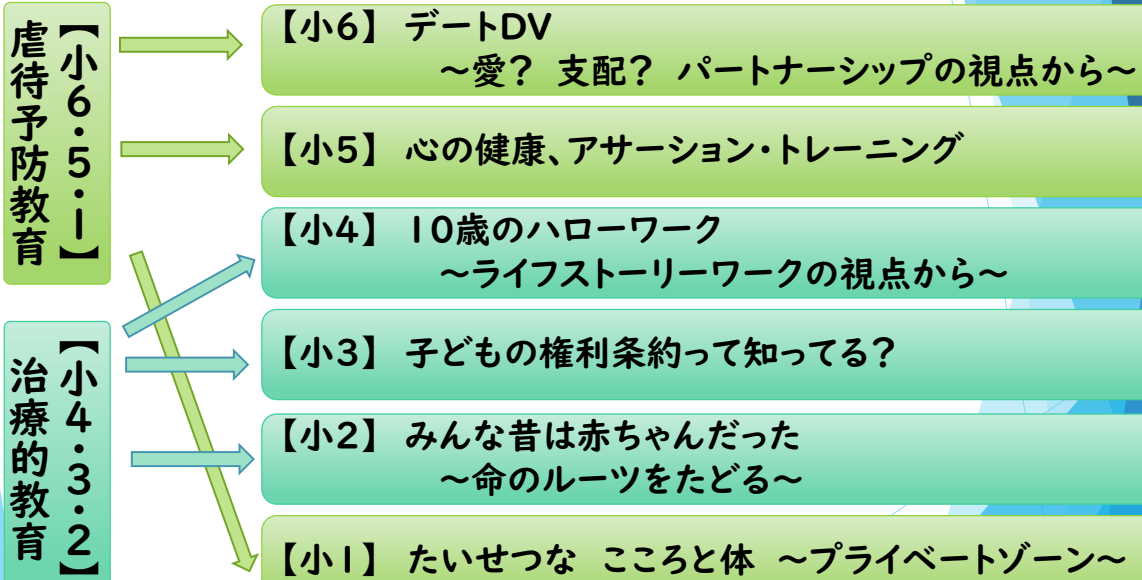 【小6・5・1】
虐待予防教育
【小4・3・2】
治療的教育
【小6】 デートDV
～愛? 支配? パートナーシップの視点から～
【小5】 心の健康、アサーション・トレーニング
【小4】 10歳のハローワーク
～ライフストーリーワークの視点から～
【小3】 子どもの権利条約って知ってる?
【小2】 みんな昔は赤ちゃんだった
～命のルーツをたどる～
【小1】 たいせつな こころと体 ～プライベートゾーン～